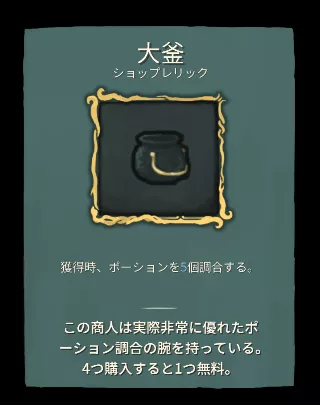 大釜
ショップレリック
獲得時、ポーションを5個調合する。
この商人は実際非常に優れたポ
ーション調合の腕を持っている。
4つ購入すると1つ無料。